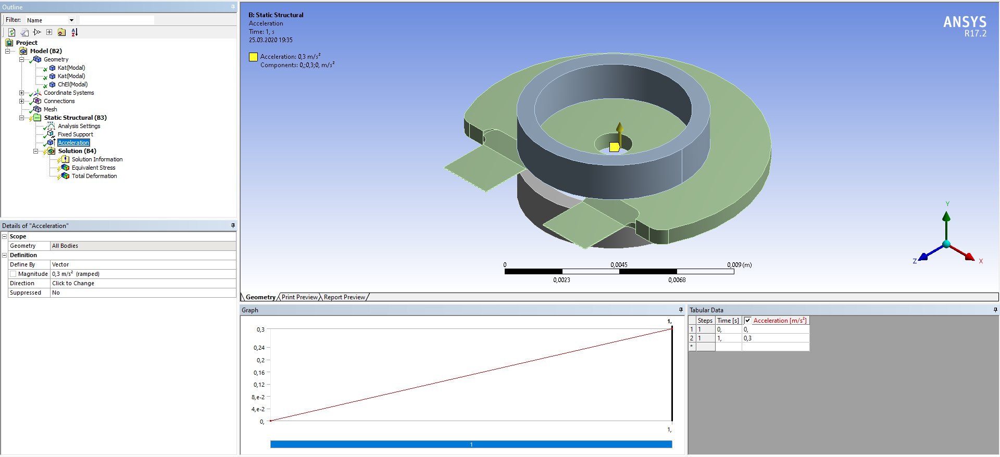 Outline
Filter: Name
Project
Model (B2)
Geometry
Kat(Modal)
Kat(Modal)
ChEl(Modal)
Coordinate Systems
Connections
Mesh
Static Structural (B3)
Analysis Settings
Fixed Support
Acceleration
Solution (B4)
Solution Information
Equivalent Stress
Total Deformation
Details of "Acceleration"
Scope
Geometry All Bodies
Definition
Define By Vector
Magnitude 0,3 m/s² (ramped)
Direction Click to Change
Suppressed No
B: Static Structural
Acceleration
Time: 1, s
25.03.2020 19:35
Acceleration: 0,3 m/s²
Components: 0,;0,3;0, m/s²
ANSYS
R17.2
Y
Z
X
0 0,0045 0,009 (m)
0,0023 0,0068
Geometry Print Preview Report Preview
Graph
1,
0,3
0,24
0,2
0,16
0,12
8,e-2
4,e-2
0,
1,
1
Tabular Data
Steps Time [s] Acceleration [m/s²]
1 1 0, 0,
2 1 1, 0,3
*